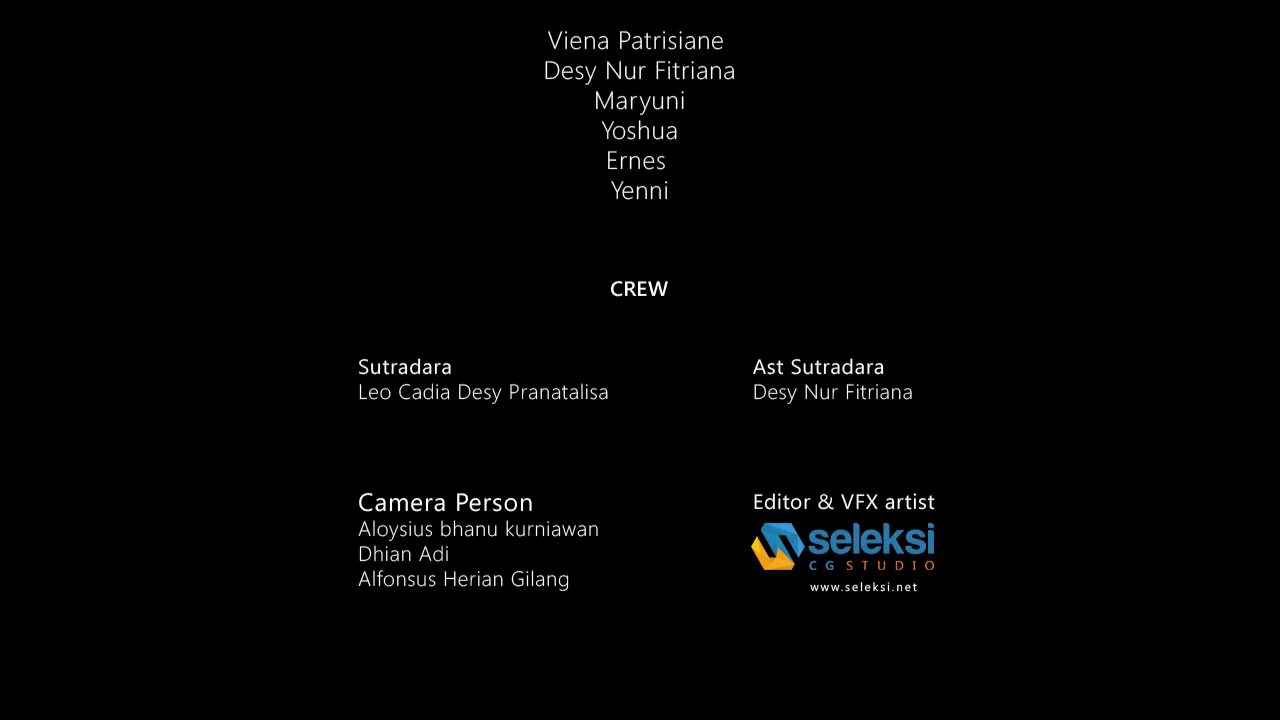 Viena Patrisiane
Desy Nur Fitriana
Maryuni
Yoshua
Ernes
Yenni
CREW
Sutradara
Leo Cadia Desy Pranatalisa
Ast Sutradara
Desy Nur Fitriana
Camera Person
Aloysius bhanu kurniawan
Dhian Adi
Alfonsus Herian Gilang
Editor & VFX artist
seleksi
CG STUDIO
www.seleksi.net